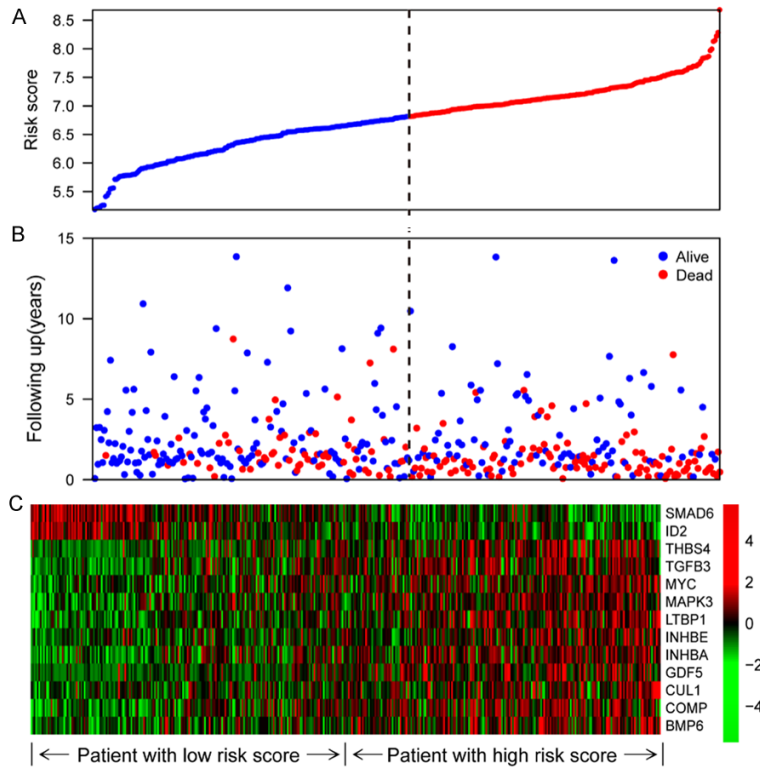 A
Risk score
8.5
8.0
7.5
7.0
6.5
6.0
5.5
B
Following up(years)
15
10
5
0
Alive
Dead
C
SMAD6
ID2
THBS4
TGFB3
MYC
MAPK3
LTBP1
INHBE
INHBA
GDF5
CUL1
COMP
BMP6
4
2
0
−2
−4
Patient with low risk score
Patient with high risk score